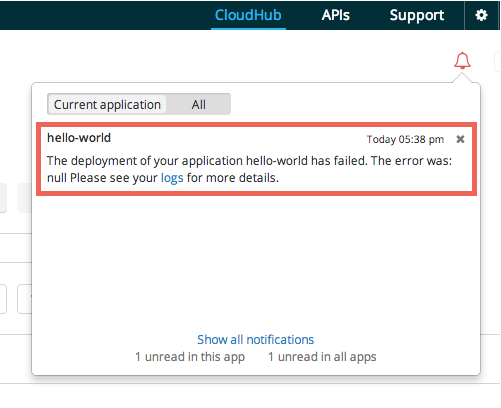 CloudHub APIs Support
Current application All
hello-world Today 05:38 pm
The deployment of your application hello-world has failed. The error was:
null Please see your logs for more details.
Show all notifications
1 unread in this app 1 unread in all apps